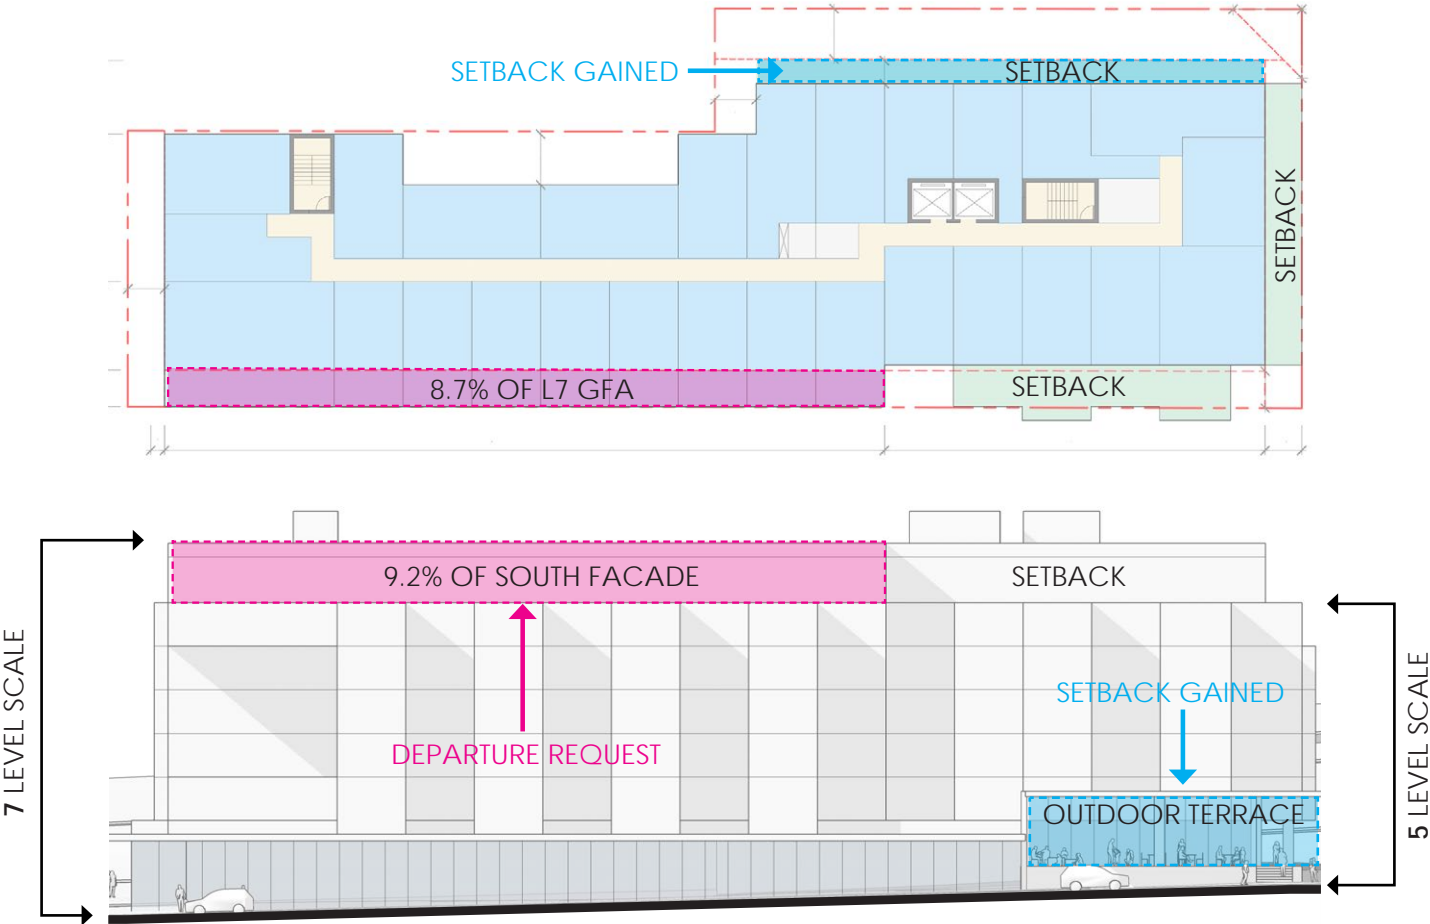 SETBACK GAINED
SETBACK
SETBACK
8.7% OF L7 GFA
SETBACK
7 LEVEL SCALE
9.2% OF SOUTH FACADE
SETBACK
DEPARTURE REQUEST
SETBACK GAINED
OUTDOOR TERRACE
5 LEVEL SCALE